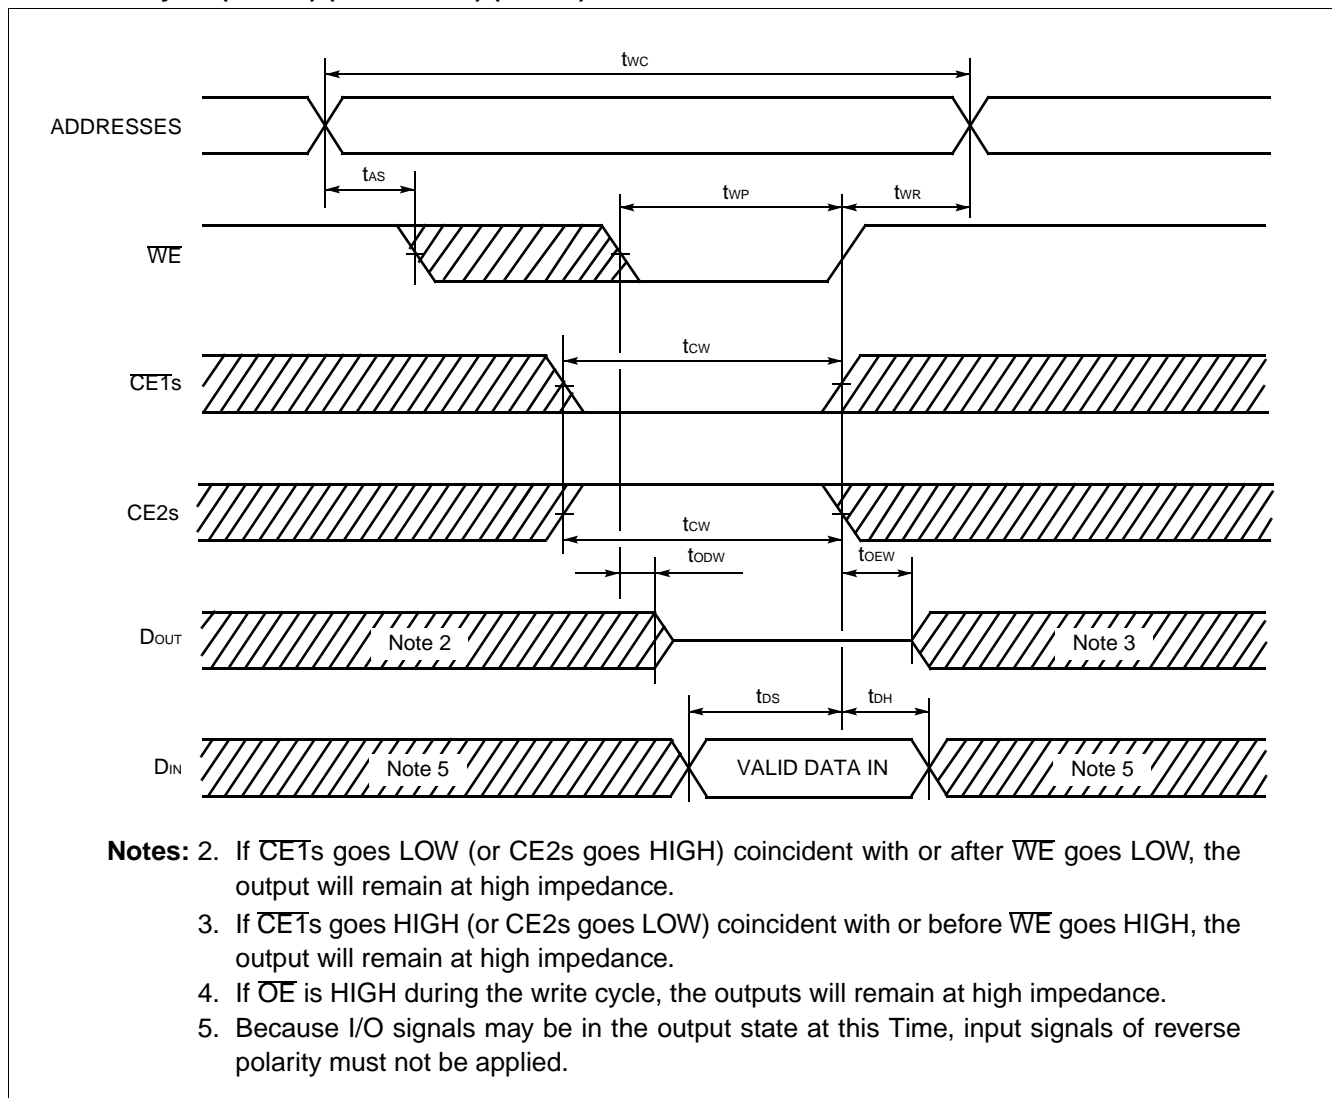 tWC
ADDRESSES
tAS
tWP
tWR
WE
tCW
CE1s
CE2s
tCW
tODW
tOEW
DOUT
Note 2
Note 3
tDS
tDH
DIN
Note 5
VALID DATA IN
Note 5
Notes: 2. If CE1s goes LOW (or CE2s goes HIGH) coincident with or after WE goes LOW, the
output will remain at high impedance.
3. If CE1s goes HIGH (or CE2s goes LOW) coincident with or before WE goes HIGH, the
output will remain at high impedance.
4. If OE is HIGH during the write cycle, the outputs will remain at high impedance.
5. Because I/O signals may be in the output state at this Time, input signals of reverse
polarity must not be applied.